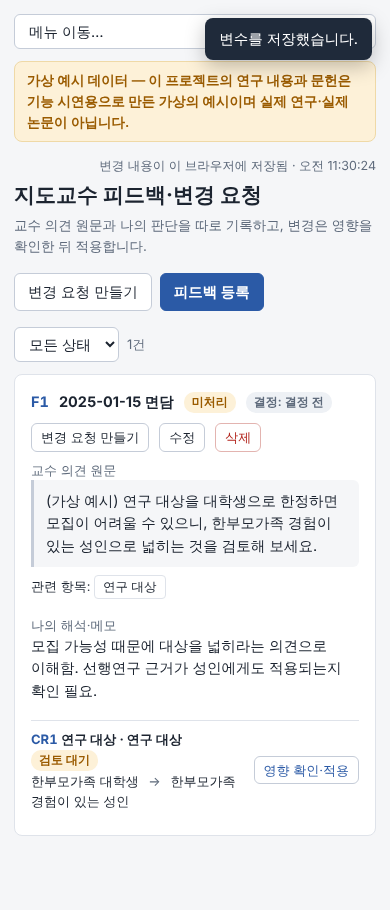 메뉴 이동...
변수를 저장했습니다.
가상 예시 데이터 — 이 프로젝트의 연구 내용과 문헌은
기능 시연용으로 만든 가상의 예시이며 실제 연구·실제
논문이 아닙니다.
변경 내용이 이 브라우저에 저장됨 · 오전 11:30:24
지도교수 피드백·변경 요청
교수 의견 원문과 나의 판단을 따로 기록하고, 변경은 영향을
확인한 뒤 적용합니다.
변경 요청 만들기 피드백 등록
모든 상태 1건
F1 2025-01-15 면담 미처리 결정: 결정 전
변경 요청 만들기 수정 삭제
교수 의견 원문
(가상 예시) 연구 대상을 대학생으로 한정하면
모집이 어려울 수 있으니, 한부모가족 경험이
있는 성인으로 넓히는 것을 검토해 보세요.
관련 항목: 연구 대상
나의 해석·메모
모집 가능성 때문에 대상을 넓히라는 의견으로
이해함. 선행연구 근거가 성인에게도 적용되는지
확인 필요.
CR1 연구 대상 · 연구 대상
검토 대기
한부모가족 대학생 → 한부모가족
경험이 있는 성인
영향 확인·적용